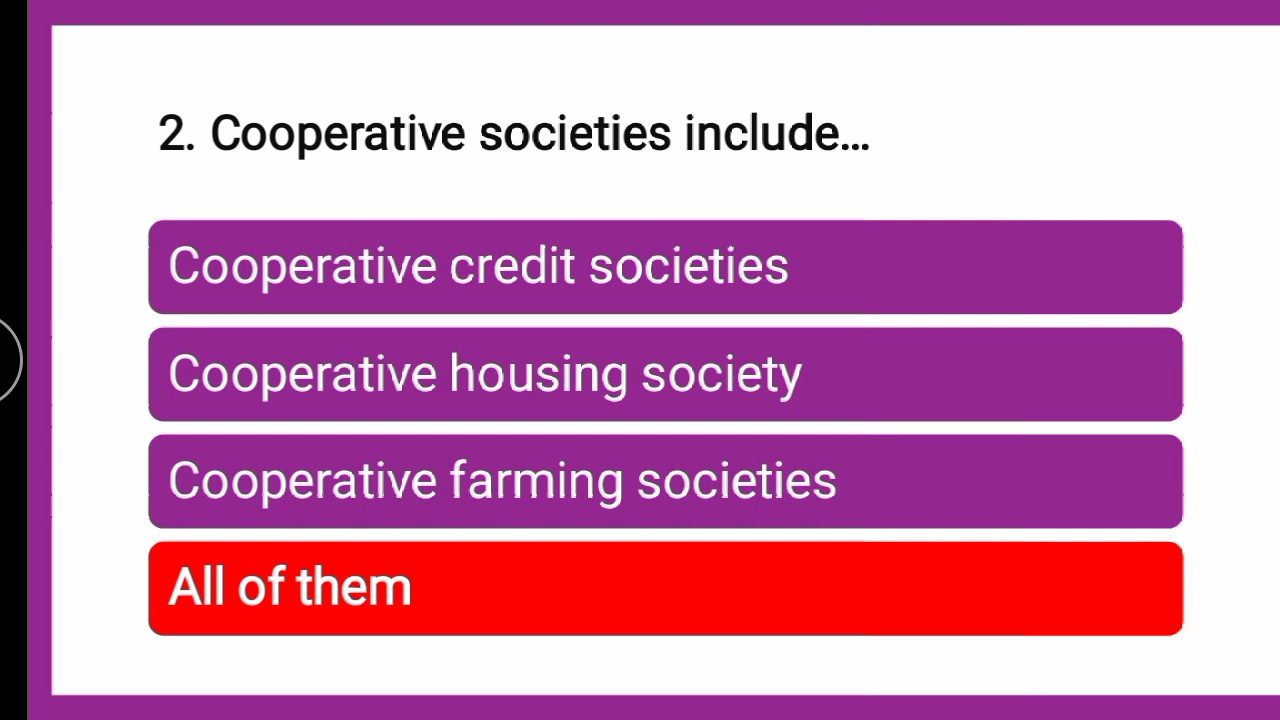 2. Cooperative societies include...
Cooperative credit societies
Cooperative housing society
Cooperative farming societies
All of them